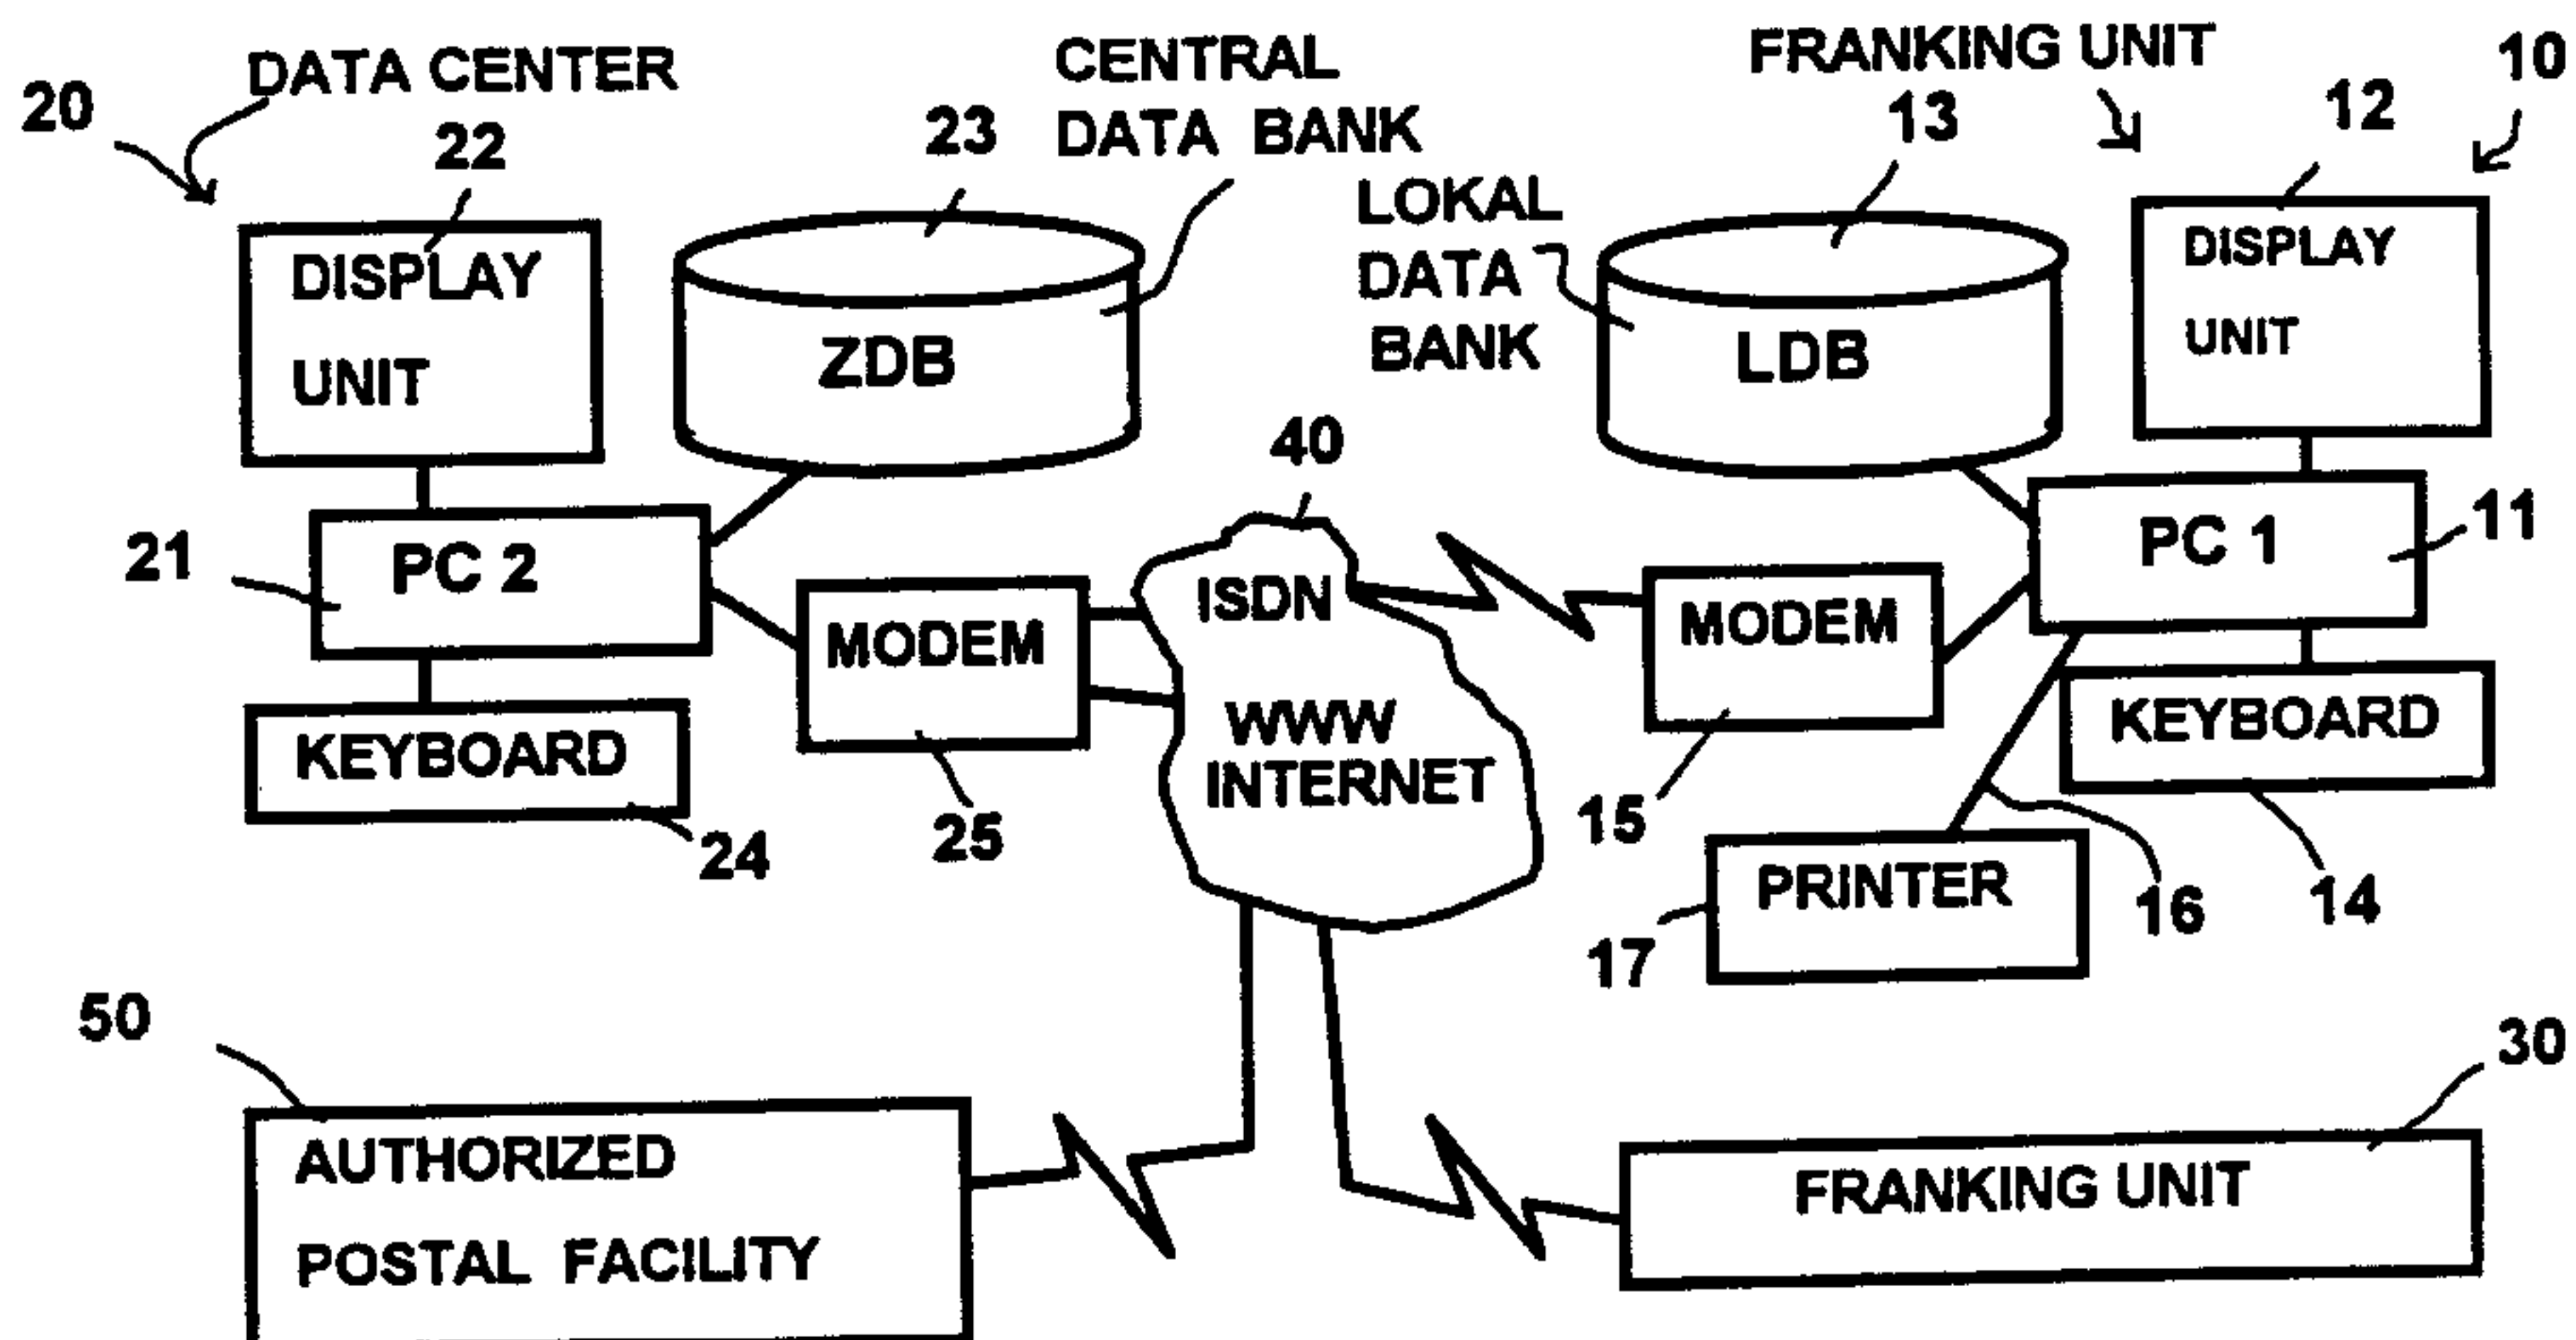 20
DATA CENTER
22
23
CENTRAL
DATA BANK
FRANKING UNIT
13
12
10
LOKAL
DATA
BANK
DISPLAY
UNIT
ZDB
LDB
DISPLAY
UNIT
40
21
PC 2
PC 1
11
MODEM
ISDN
MODEM
WWW
INTERNET
KEYBOARD
KEYBOARD
24
25
15
PRINTER
17
16
14
50
30
AUTHORIZED
POSTAL FACILITY
FRANKING UNIT